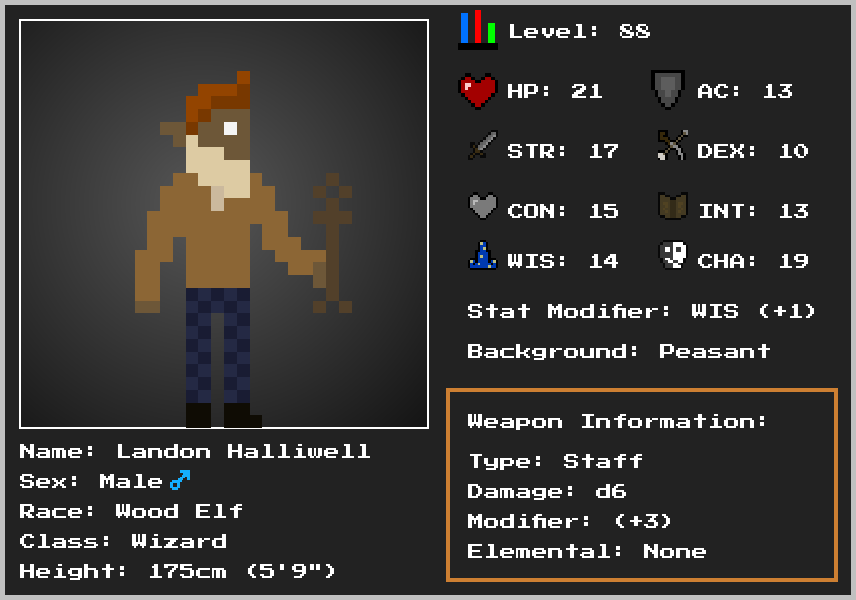 Level: 88
HP: 21
AC: 13
STR: 17
DEX: 10
CON: 15
INT: 13
WIS: 14
CHA: 19
Stat Modifier: WIS (+1)
Background: Peasant
Weapon Information:
Type: Staff
Damage: d6
Modifier: (+3)
Elemental: None
Name: Landon Halliwell
Sex: Male♂
Race: Wood Elf
Class: Wizard
Height: 175cm (5'9")